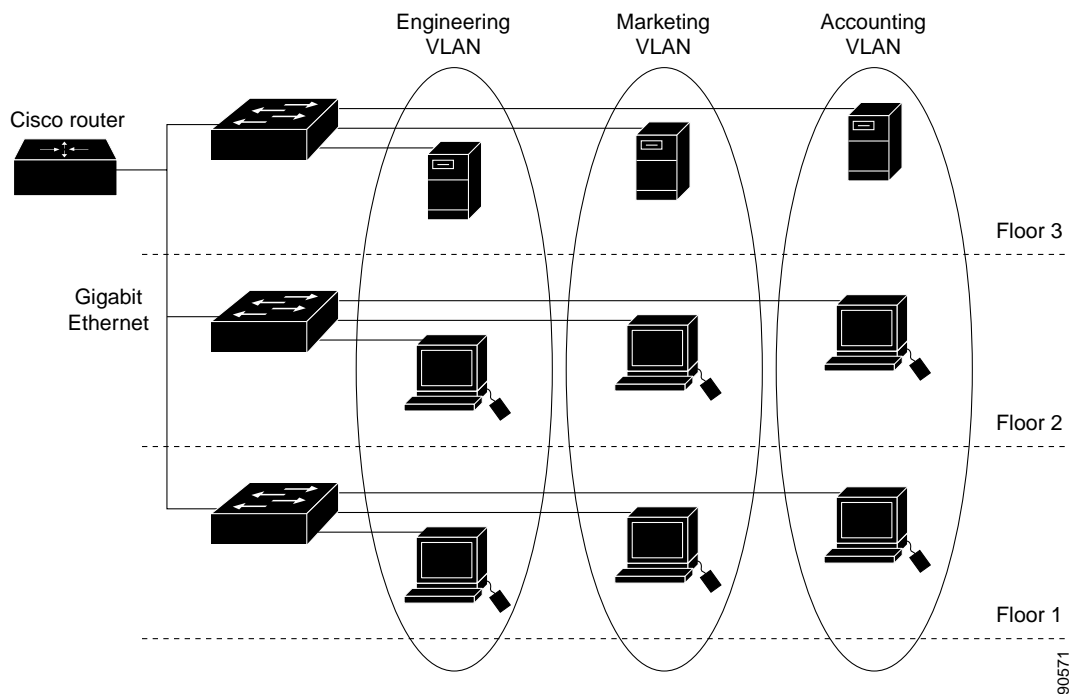 Engineering
VLAN
Marketing
VLAN
Accounting
VLAN
Cisco router
Floor 3
Gigabit
Ethernet
Floor 2
Floor 1
90571